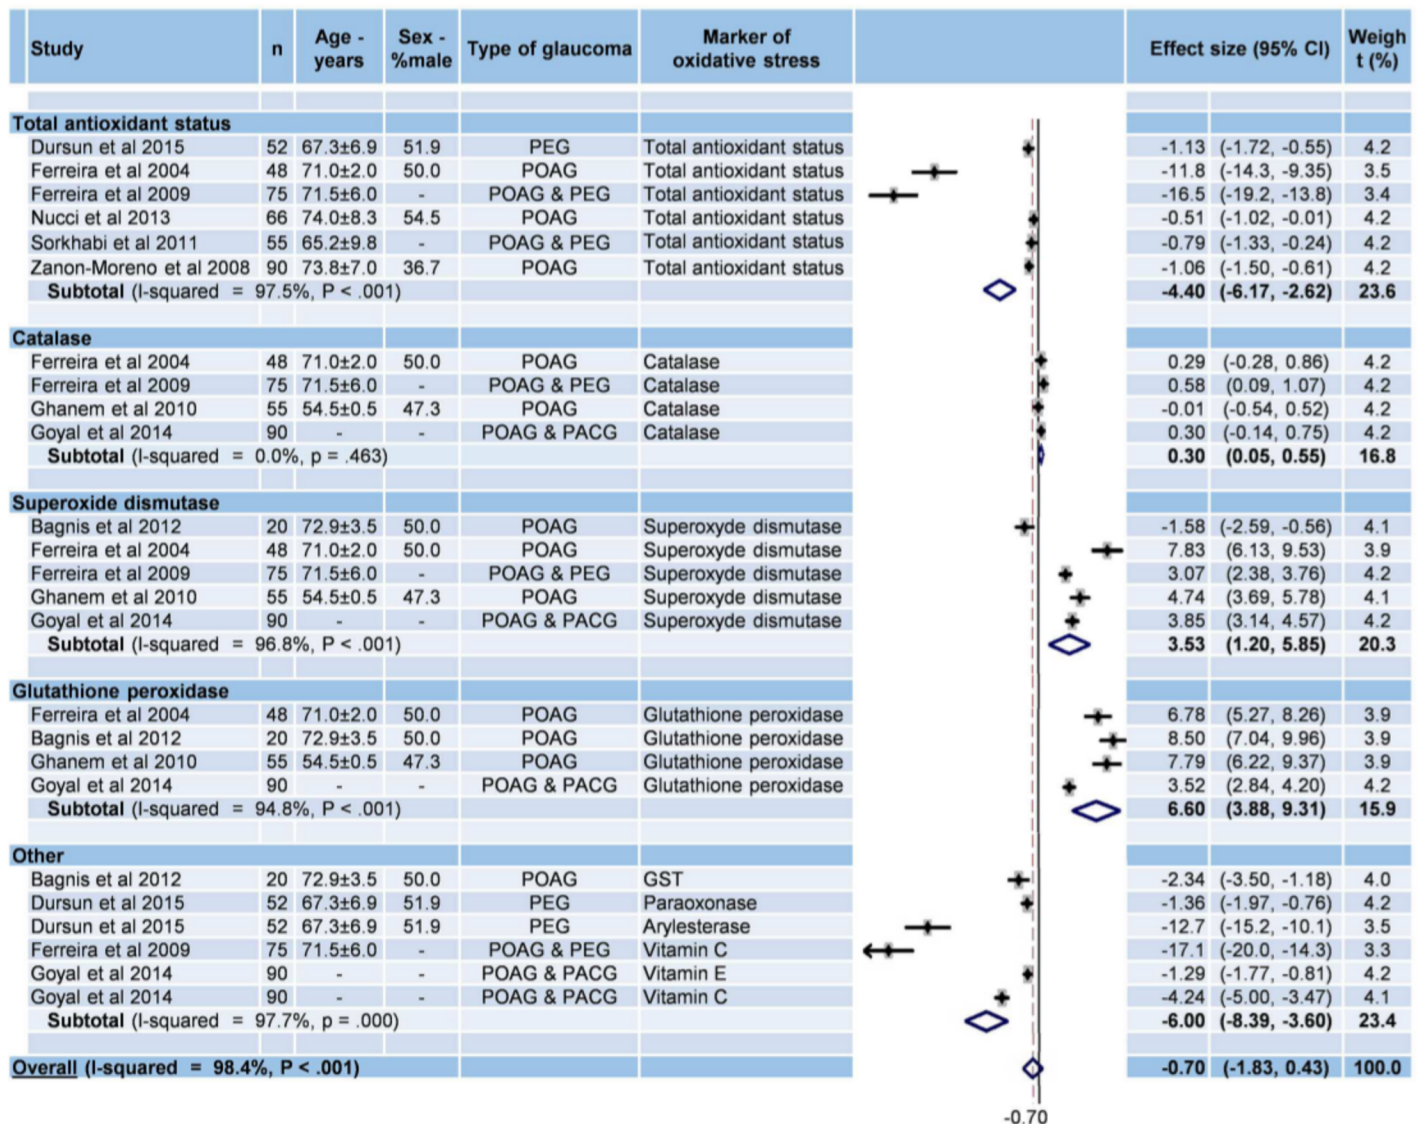 Study n Age - years Sex - %male Type of glaucoma Marker of oxidative stress Effect size (95% CI) Weigh t (%)
Total antioxidant status
Dursun et al 2015 52 67.3±6.9 51.9 PEG Total antioxidant status -1.13 (-1.72, -0.55) 4.2
Ferreira et al 2004 48 71.0±2.0 50.0 POAG Total antioxidant status -11.8 (-14.3, -9.35) 3.5
Ferreira et al 2009 75 71.5±6.0 - POAG & PEG Total antioxidant status -16.5 (-19.2, -13.8) 3.4
Nucci et al 2013 66 74.0±8.3 54.5 POAG Total antioxidant status -0.51 (-1.02, -0.01) 4.2
Sorkhabi et al 2011 55 65.2±9.8 - POAG & PEG Total antioxidant status -0.79 (-1.33, -0.24) 4.2
Zanon-Moreno et al 2008 90 73.8±7.0 36.7 POAG Total antioxidant status -1.06 (-1.50, -0.61) 4.2
Subtotal (I-squared = 97.5%, P < .001) -4.40 (-6.17, -2.62) 23.6
Catalase
Ferreira et al 2004 48 71.0±2.0 50.0 POAG Catalase 0.29 (-0.28, 0.86) 4.2
Ferreira et al 2009 75 71.5±6.0 - POAG & PEG Catalase 0.58 (0.09, 1.07) 4.2
Ghanem et al 2010 55 54.5±0.5 47.3 POAG Catalase -0.01 (-0.54, 0.52) 4.2
Goyal et al 2014 90 - - POAG & PACG Catalase 0.30 (-0.14, 0.75) 4.2
Subtotal (I-squared = 0.0%, p = .463) 0.30 (0.05, 0.55) 16.8
Superoxide dismutase
Bagnis et al 2012 20 72.9±3.5 50.0 POAG Superoxyde dismutase -1.58 (-2.59, -0.56) 4.1
Ferreira et al 2004 48 71.0±2.0 50.0 POAG Superoxyde dismutase 7.83 (6.13, 9.53) 3.9
Ferreira et al 2009 75 71.5±6.0 - POAG & PEG Superoxyde dismutase 3.07 (2.38, 3.76) 4.2
Ghanem et al 2010 55 54.5±0.5 47.3 POAG Superoxyde dismutase 4.74 (3.69, 5.78) 4.1
Goyal et al 2014 90 - - POAG & PACG Superoxyde dismutase 3.85 (3.14, 4.57) 4.2
Subtotal (I-squared = 96.8%, P < .001) 3.53 (1.20, 5.85) 20.3
Glutathione peroxidase
Ferreira et al 2004 48 71.0±2.0 50.0 POAG Glutathione peroxidase 6.78 (5.27, 8.26) 3.9
Bagnis et al 2012 20 72.9±3.5 50.0 POAG Glutathione peroxidase 8.50 (7.04, 9.96) 3.9
Ghanem et al 2010 55 54.5±0.5 47.3 POAG Glutathione peroxidase 7.79 (6.22, 9.37) 3.9
Goyal et al 2014 90 - - POAG & PACG Glutathione peroxidase 3.52 (2.84, 4.20) 4.2
Subtotal (I-squared = 94.8%, P < .001) 6.60 (3.88, 9.31) 15.9
Other
Bagnis et al 2012 20 72.9±3.5 50.0 POAG GST -2.34 (-3.50, -1.18) 4.0
Dursun et al 2015 52 67.3±6.9 51.9 PEG Paraoxonase -1.36 (-1.97, -0.76) 4.2
Dursun et al 2015 52 67.3±6.9 51.9 PEG Arylesterase -12.7 (-15.2, -10.1) 3.5
Ferreira et al 2009 75 71.5±6.0 - POAG & PEG Vitamin C -17.1 (-20.0, -14.3) 3.3
Goyal et al 2014 90 - - POAG & PACG Vitamin E -1.29 (-1.77, -0.81) 4.2
Goyal et al 2014 90 - - POAG & PACG Vitamin C -4.24 (-5.00, -3.47) 4.1
Subtotal (I-squared = 97.7%, p = .000) -6.00 (-8.39, -3.60) 23.4
Overall (I-squared = 98.4%, P < .001) -0.70 (-1.83, 0.43) 100.0
-0.70